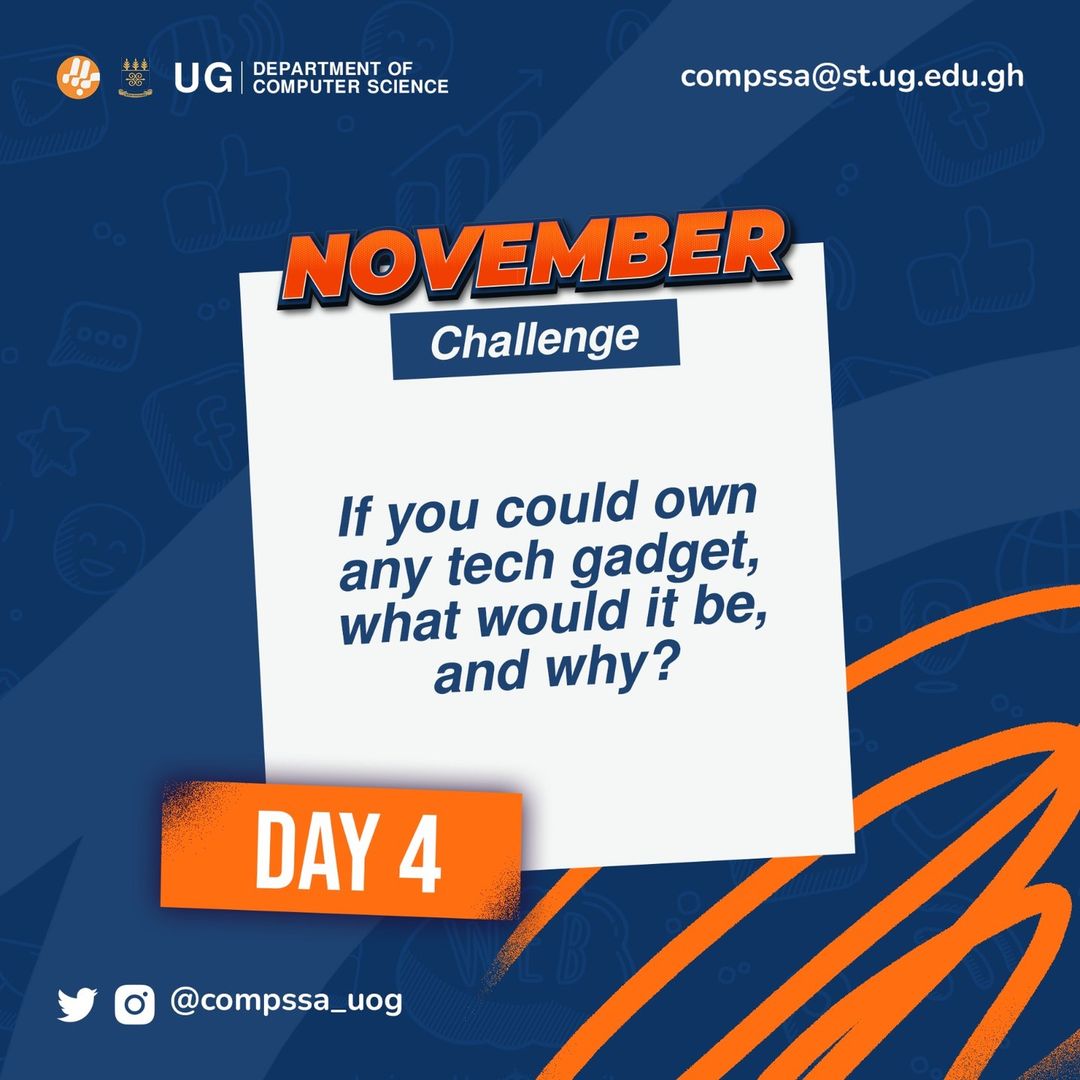 UG
DEPARTMENT OF
COMPUTER SCIENCE
compssa@st.ug.edu.gh
NOVEMBER
Challenge
If you could own
any tech gadget,
what would it be,
and why?
DAY 4
WEB
@compssa_uog